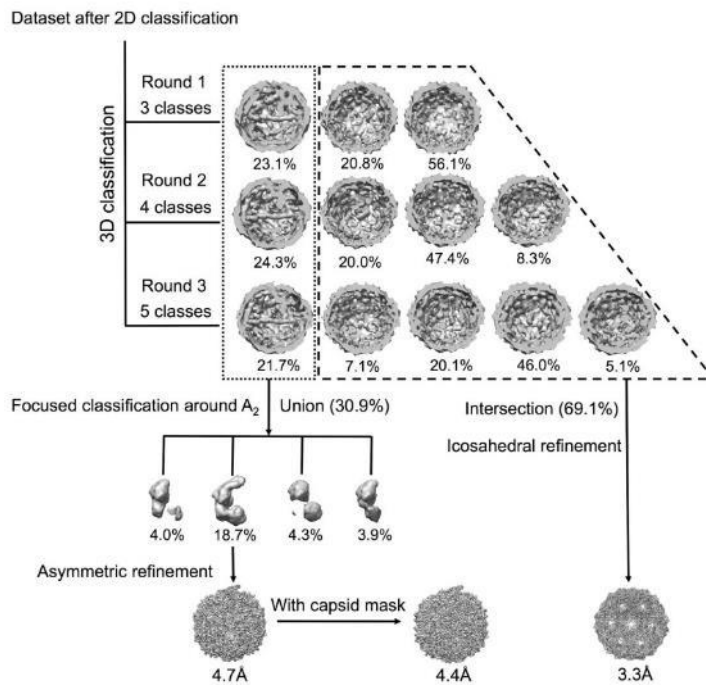 Dataset after 2D classification
3D classification
Round 1
3 classes
23.1%
20.8%
56.1%
Round 2
4 classes
24.3%
20.0%
47.4%
8.3%
Round 3
5 classes
21.7%
7.1%
20.1%
46.0%
5.1%
Focused classification around A₂
Union (30.9%)
Intersection (69.1%)
Icosahedral refinement
4.0%
18.7%
4.3%
3.9%
Asymmetric refinement
With capsid mask
4.7Å
4.4Å
3.3Å